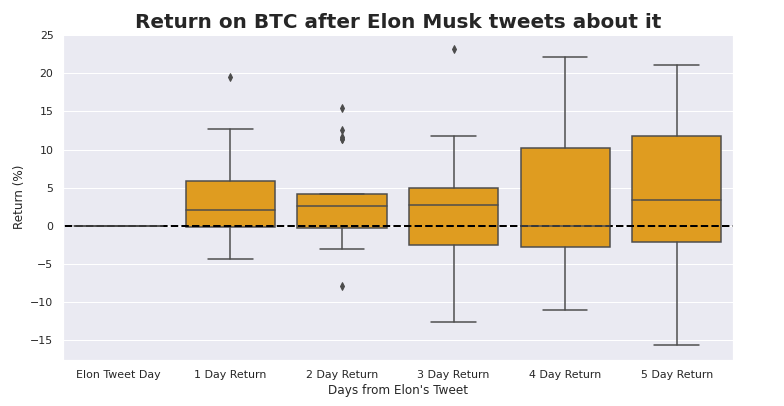 Return on BTC after Elon Musk tweets about it
25
20
15
10
5
0
−5
−10
−15
Return (%)
Elon Tweet Day 1 Day Return 2 Day Return 3 Day Return 4 Day Return 5 Day Return
Days from Elon's Tweet